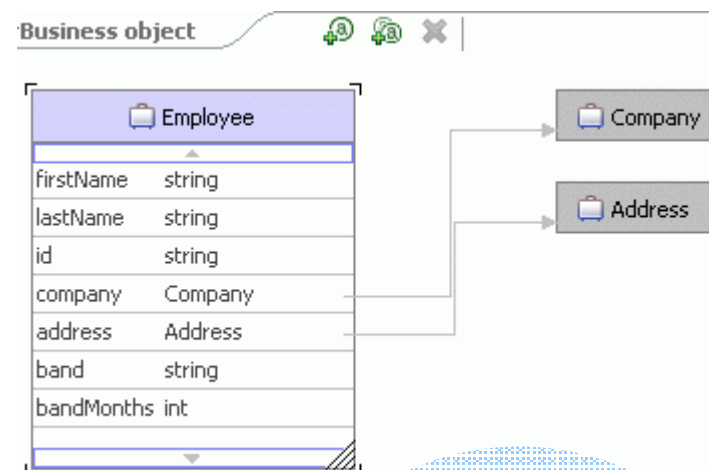 Business object
Employee
Company
firstName string
lastName string
Address
id string
company Company
address Address
band string
bandMonths int